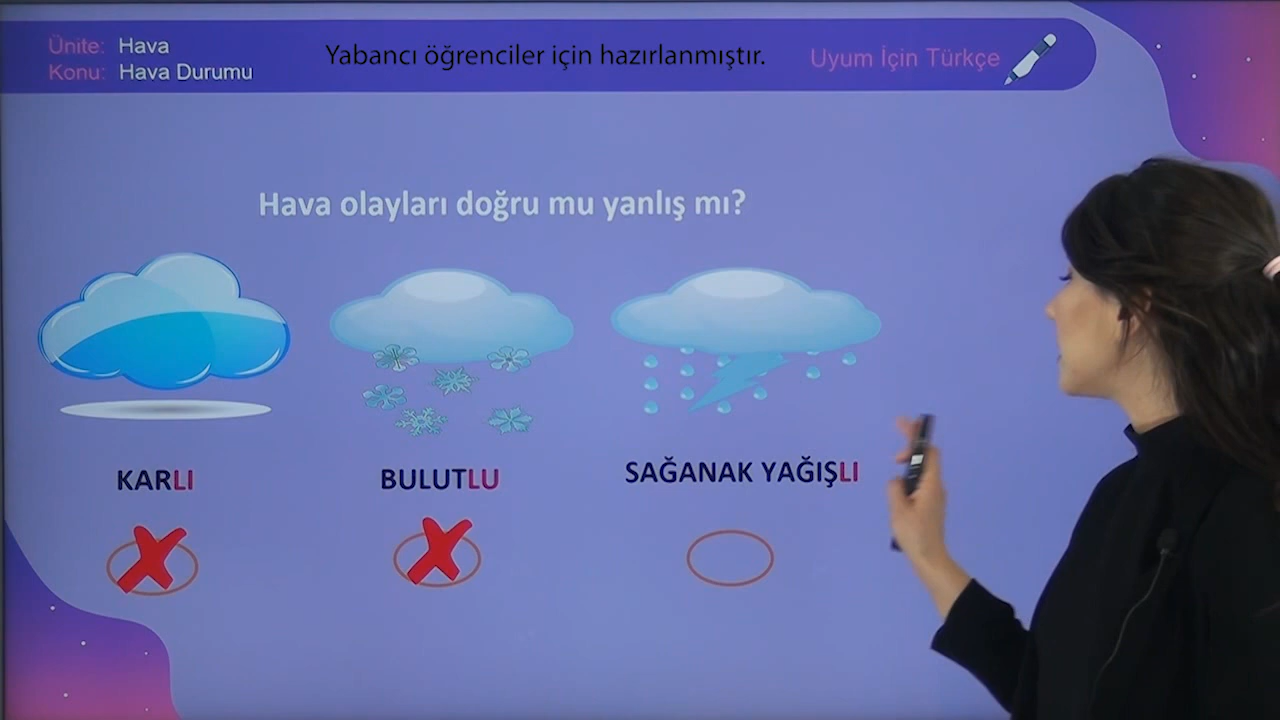 Ünite: Hava
Konu: Hava Durumu
Yabancı öğrenciler için hazırlanmıştır.
Uyum İçin Türkçe
Hava olayları doğru mu yanlış mı?
KARLI
BULUTLU
SAĞANAK YAĞIŞLI